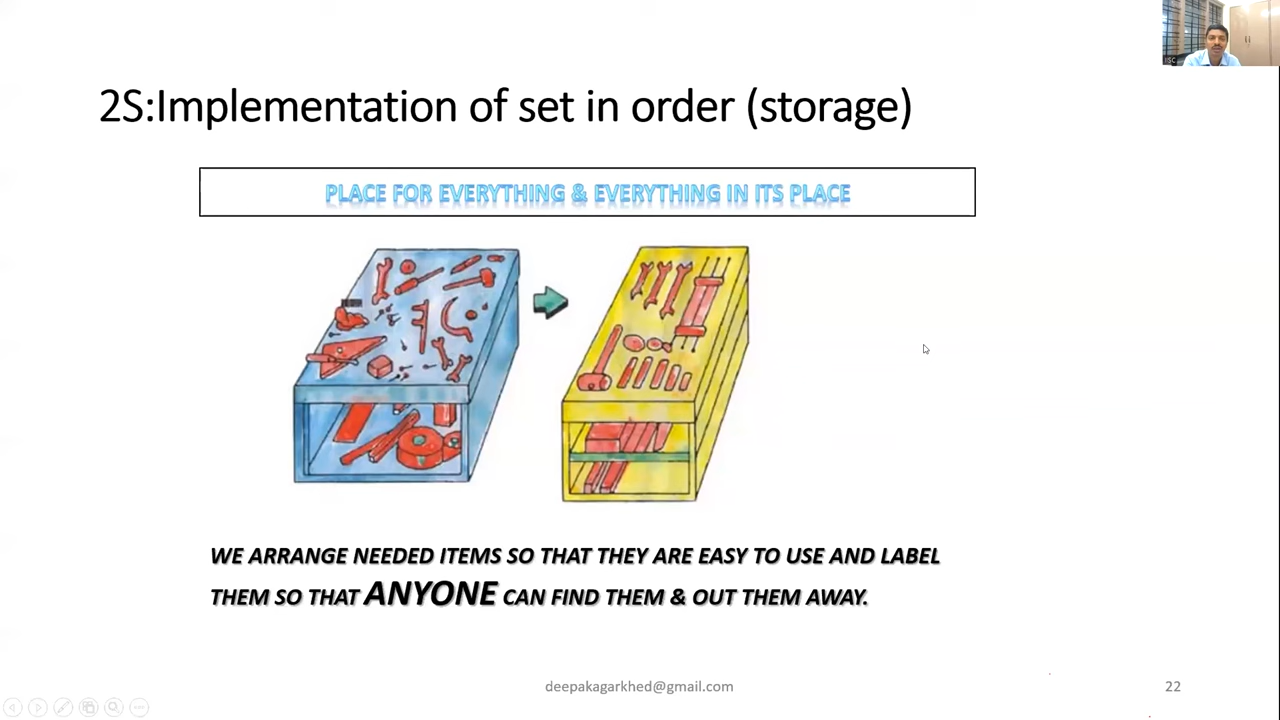 IISC
2S:Implementation of set in order (storage)
PLACE FOR EVERYTHING & EVERYTHING IN ITS PLACE
WE ARRANGE NEEDED ITEMS SO THAT THEY ARE EASY TO USE AND LABEL
THEM SO THAT ANYONE CAN FIND THEM & OUT THEM AWAY.
deepakagarkhed@gmail.com
22